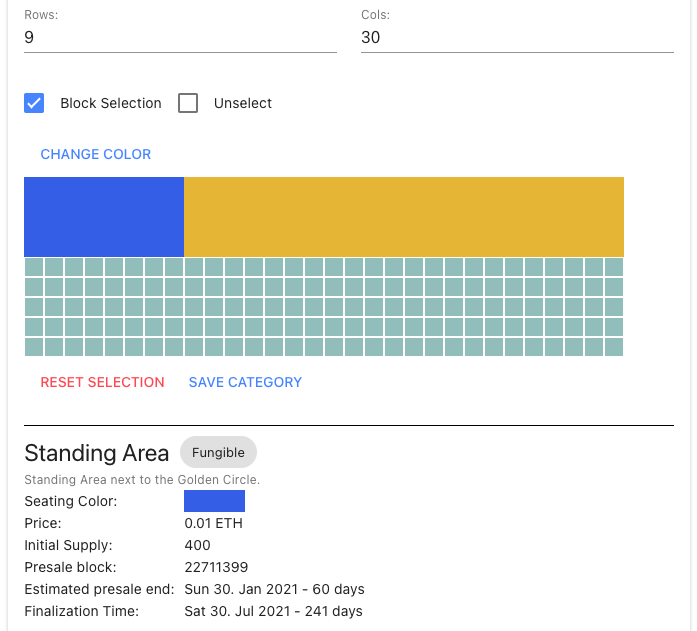 Rows: Cols:
9 30
Block Selection Unselect
CHANGE COLOR
RESET SELECTION SAVE CATEGORY
Standing Area Fungible
Standing Area next to the Golden Circle.
Seating Color:
Price: 0.01 ETH
Initial Supply: 400
Presale block: 22711399
Estimated presale end: Sun 30. Jan 2021 - 60 days
Finalization Time: Sat 30. Jul 2021 - 241 days